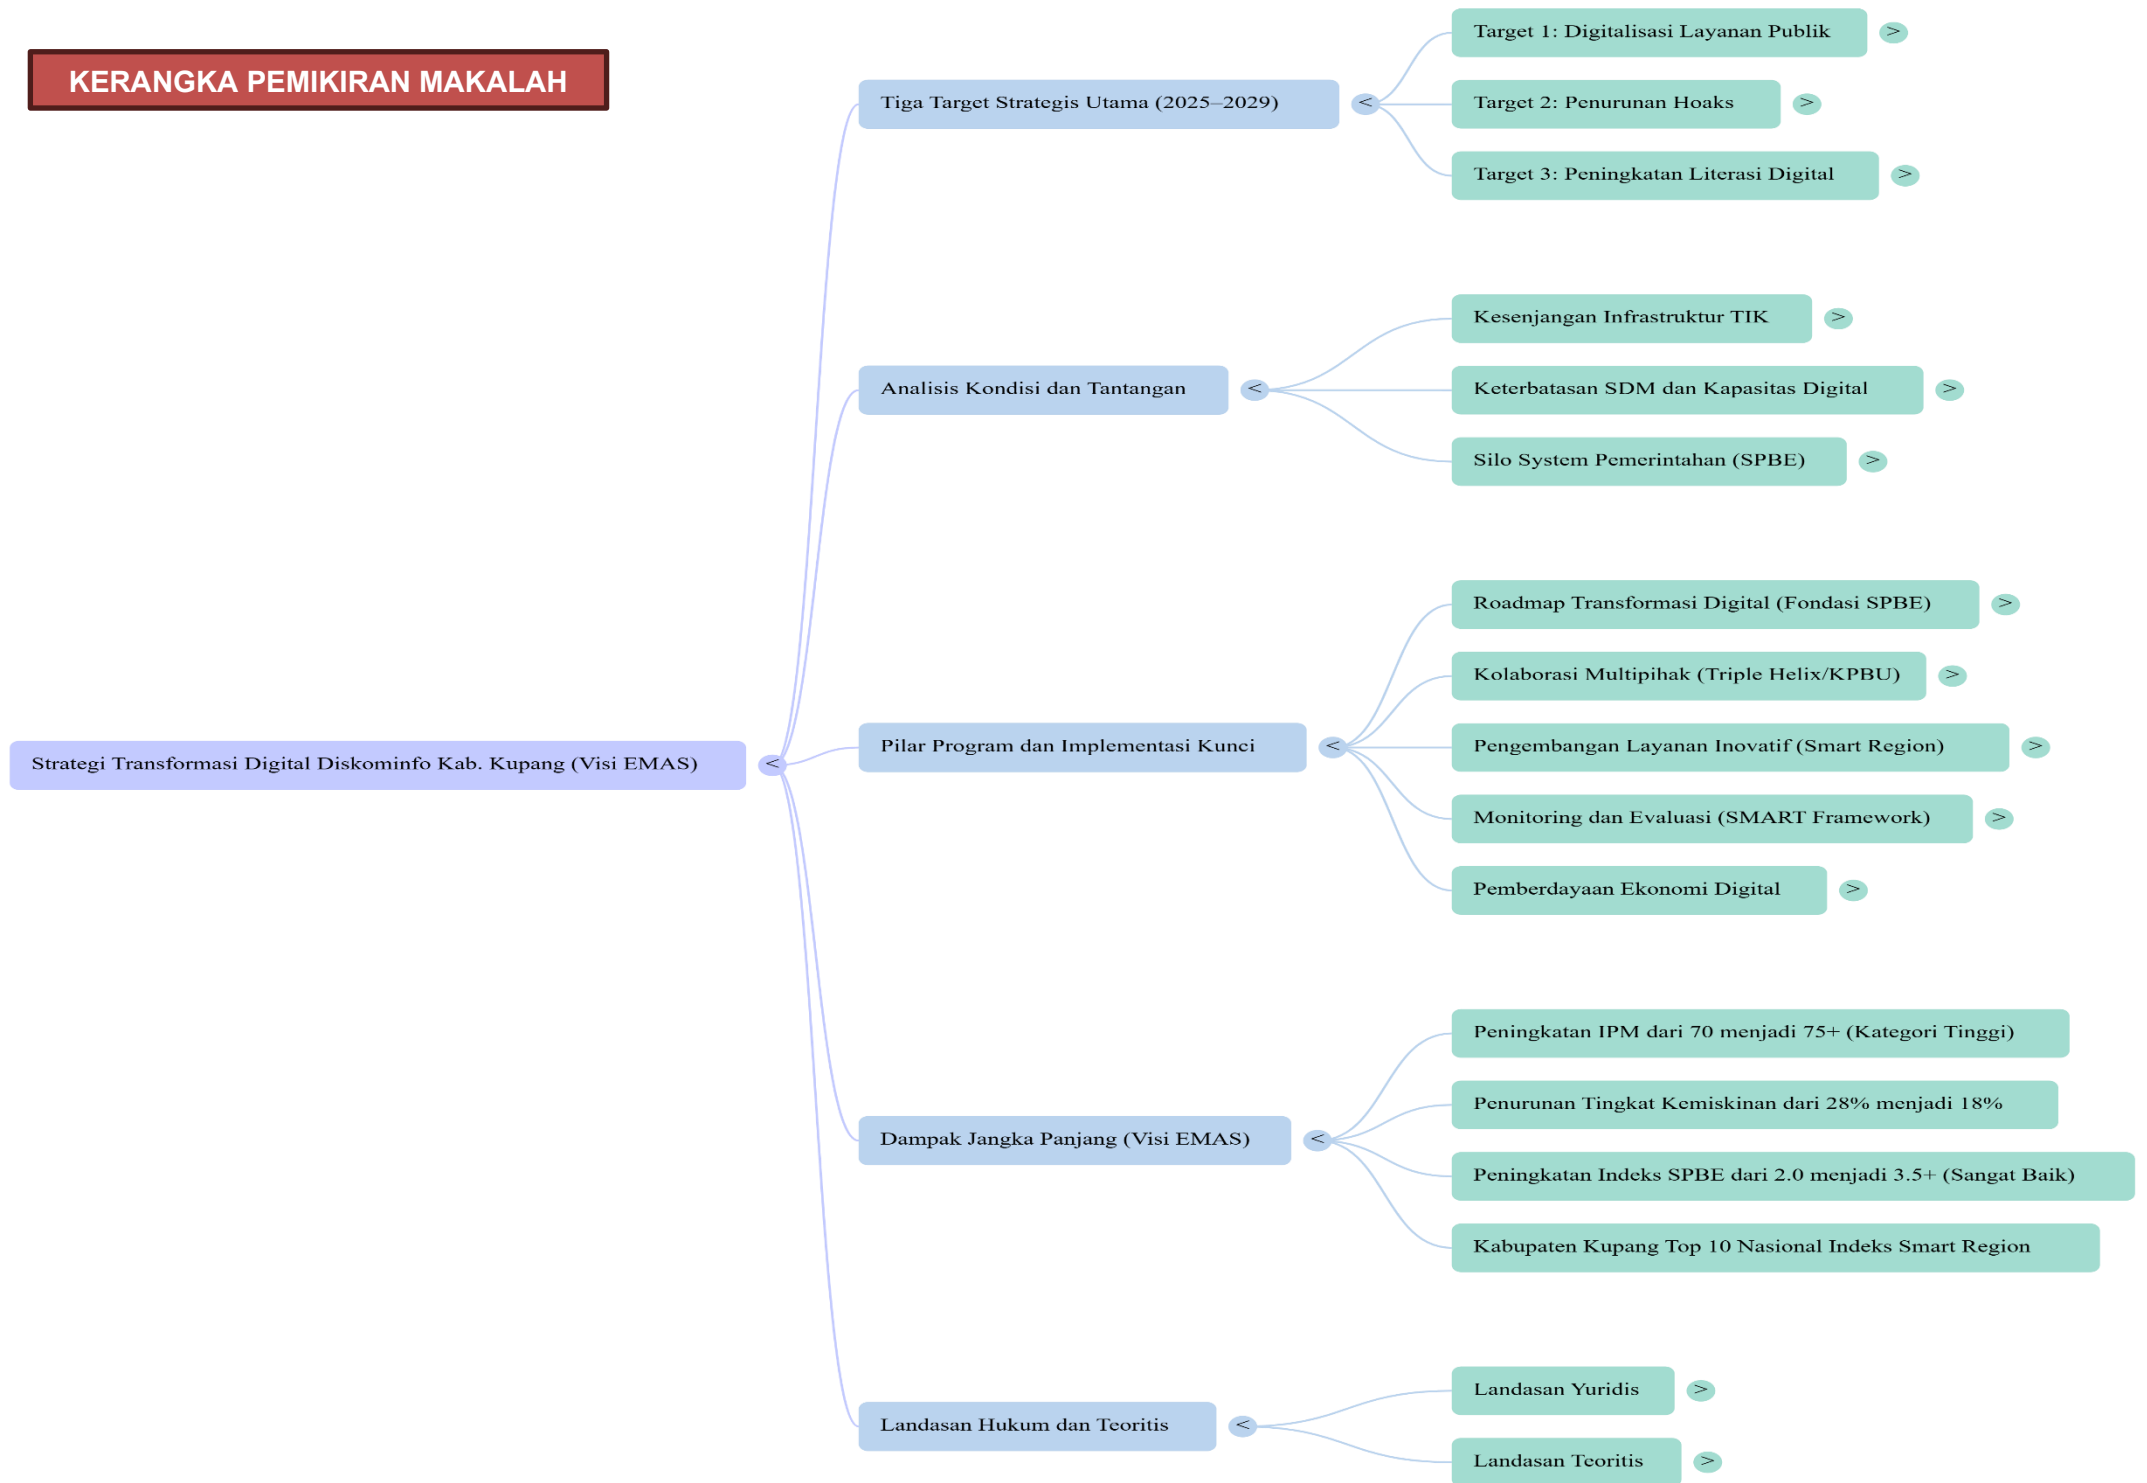 KERANGKA PEMIKIRAN MAKALAH
Strategi Transformasi Digital Diskominfo Kab. Kupang (Visi EMAS) <
Tiga Target Strategis Utama (2025–2029) <
Target 1: Digitalisasi Layanan Publik >
Target 2: Penurunan Hoaks >
Target 3: Peningkatan Literasi Digital >
Analisis Kondisi dan Tantangan <
Kesenjangan Infrastruktur TIK >
Keterbatasan SDM dan Kapasitas Digital >
Silo System Pemerintahan (SPBE) >
Pilar Program dan Implementasi Kunci <
Roadmap Transformasi Digital (Fondasi SPBE) >
Kolaborasi Multipihak (Triple Helix/KPBU) >
Pengembangan Layanan Inovatif (Smart Region) >
Monitoring dan Evaluasi (SMART Framework) >
Pemberdayaan Ekonomi Digital >
Dampak Jangka Panjang (Visi EMAS) <
Peningkatan IPM dari 70 menjadi 75+ (Kategori Tinggi)
Penurunan Tingkat Kemiskinan dari 28% menjadi 18%
Peningkatan Indeks SPBE dari 2.0 menjadi 3.5+ (Sangat Baik)
Kabupaten Kupang Top 10 Nasional Indeks Smart Region
Landasan Hukum dan Teoritis <
Landasan Yuridis >
Landasan Teoritis >